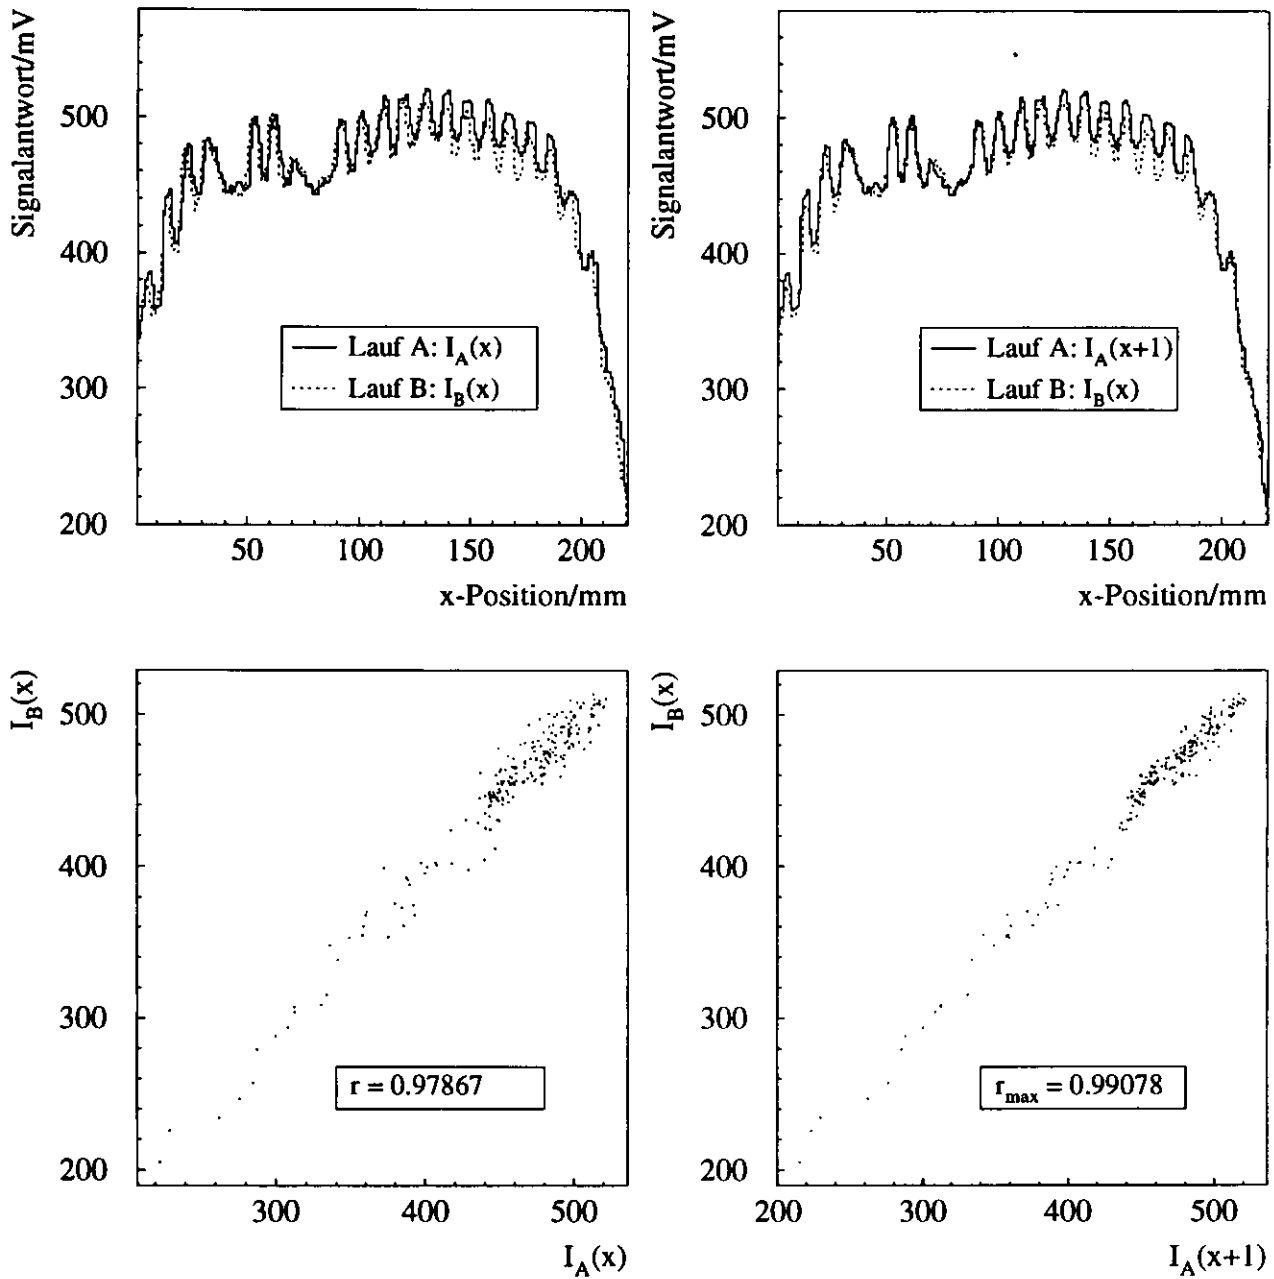 Signalantwort/mV
500
400
300
200
Lauf A: I_A(x)
Lauf B: I_B(x)
50 100 150 200
x-Position/mm
Signalantwort/mV
500
400
300
200
Lauf A: I_A(x+1)
Lauf B: I_B(x)
50 100 150 200
x-Position/mm
I_B(x)
500
400
300
200
r = 0.97867
300 400 500
I_A(x)
I_B(x)
500
400
300
200
r_max = 0.99078
200 300 400 500
I_A(x+1)